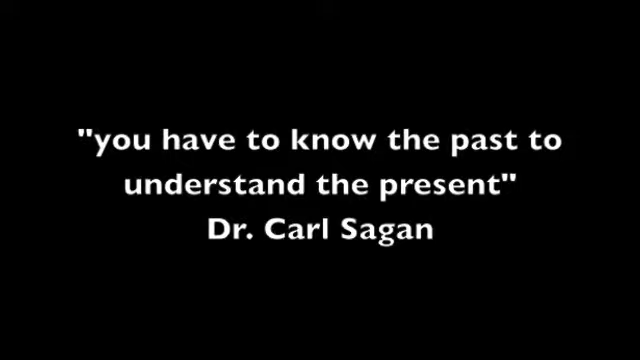 "you have to know the past to
understand the present"
Dr. Carl Sagan